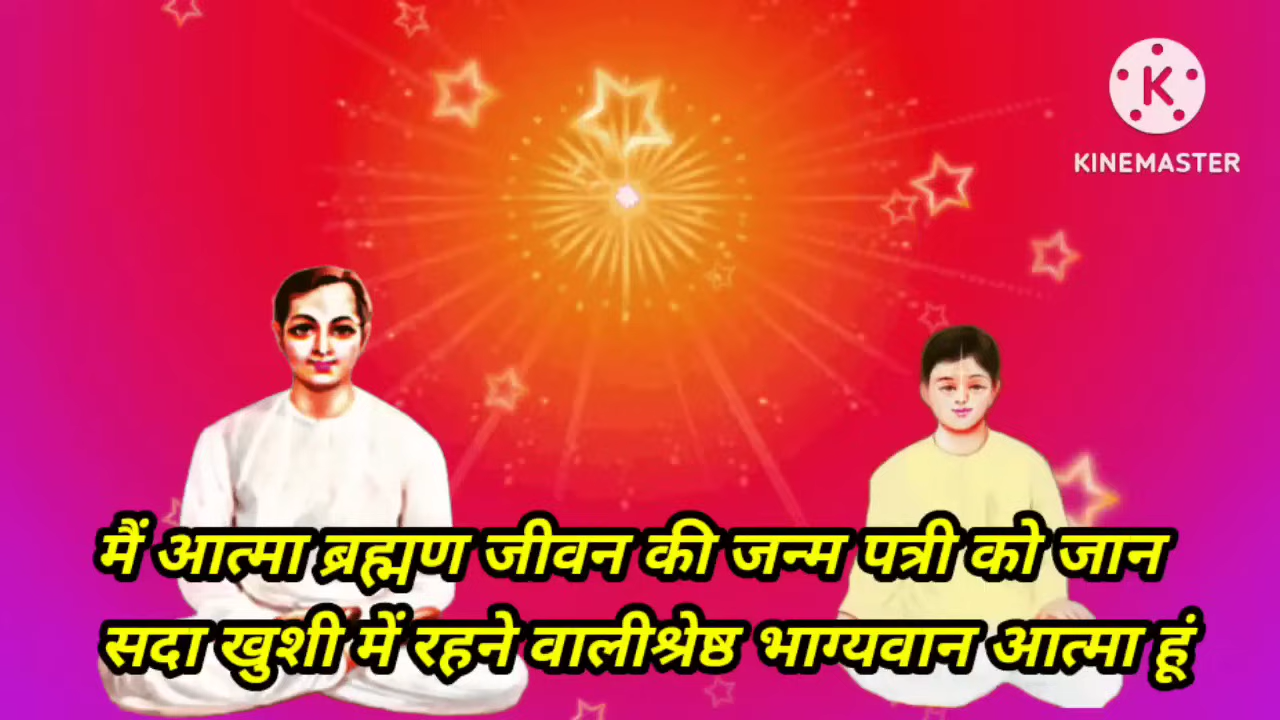 KINEMASTER
मैं आत्मा ब्रह्मण जीवन की जन्म पत्री को जान
सदा खुशी में रहने वालीश्रेष्ठ भाग्यवान आत्मा हूं